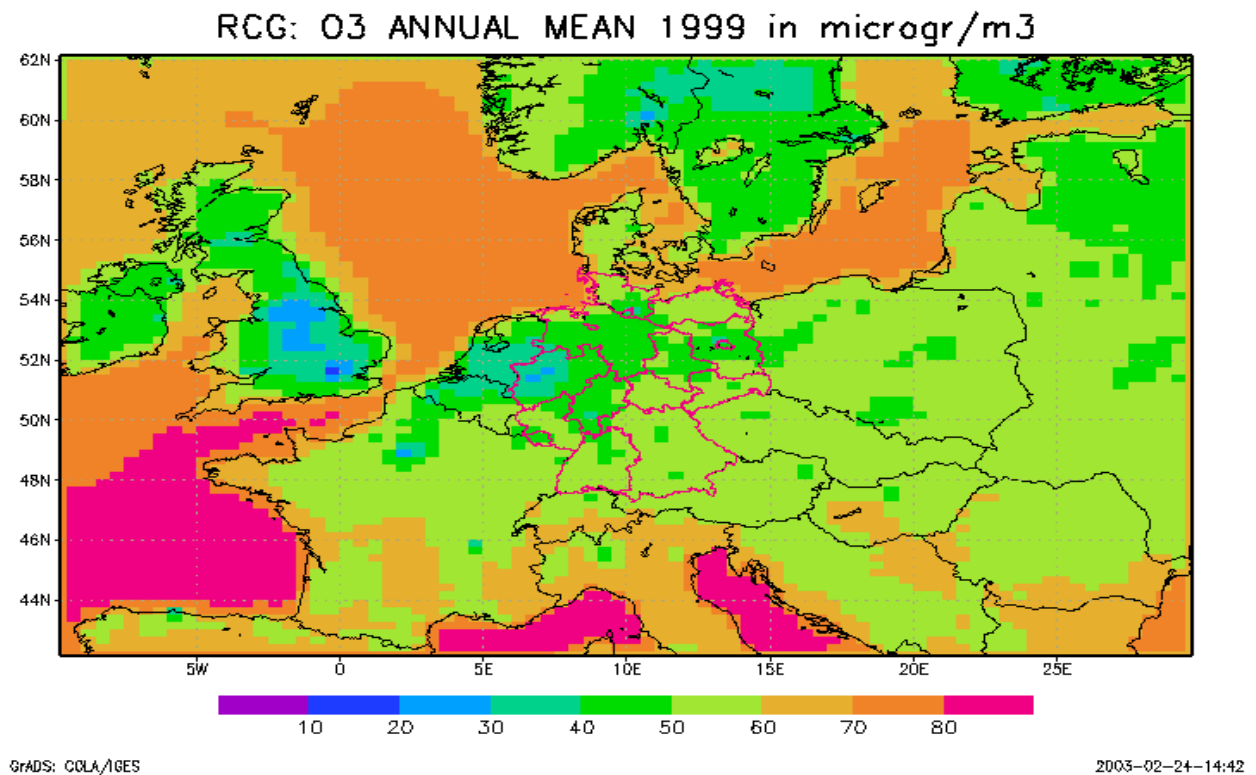 RCG: O3 ANNUAL MEAN 1999 in microgr/m3
62N
60N
58N
56N
54N
52N
50N
48N
46N
44N
5W 0 5E 10E 15E 20E 25E
10 20 30 40 50 60 70 80
GrADS: COLA/IGES 2003-02-24-14:42